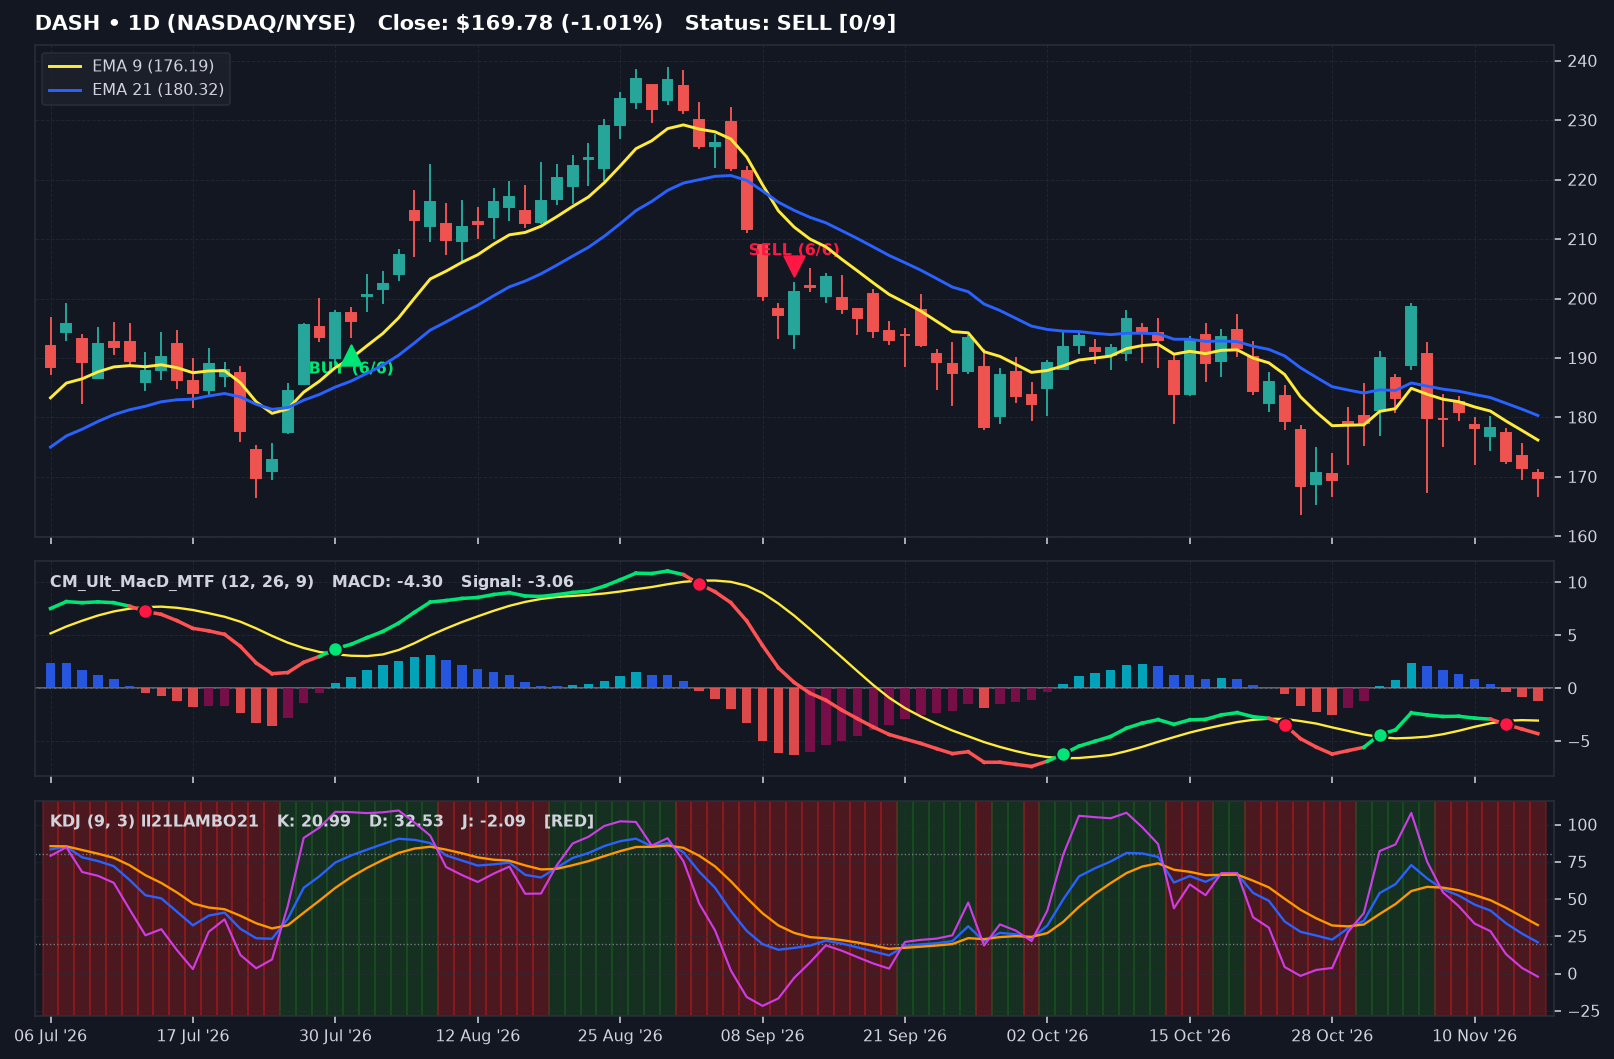 DASH • 1D (NASDAQ/NYSE)   Close: $169.78 (-1.01%)   Status: SELL [0/9]
EMA 9 (176.19)
EMA 21 (180.32)
240
230
220
210
200
190
180
170
160
SELL (6/6)
BUY (6/6)
CM_Ult_MacD_MTF (12, 26, 9)   MACD: -4.30   Signal: -3.06
10
5
0
−5
KDJ (9, 3) II21LAMBO21   K: 20.99   D: 32.53   J: -2.09   [RED]
100
75
50
25
0
−25
06 Jul '26
17 Jul '26
30 Jul '26
12 Aug '26
25 Aug '26
08 Sep '26
21 Sep '26
02 Oct '26
15 Oct '26
28 Oct '26
10 Nov '26